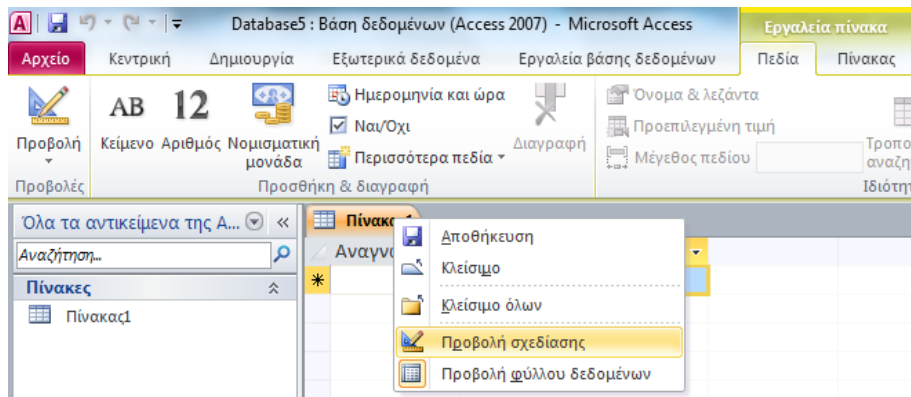 Database5 : Βάση δεδομένων (Access 2007) - Microsoft Access Εργαλεία πίνακα
Αρχείο Κεντρική Δημιουργία Εξωτερικά δεδομένα Εργαλεία βάσης δεδομένων Πεδία Πίνακας
Προβολή
AB Κείμενο
12 Αριθμός
Νομισματική
μονάδα
Ημερομηνία και ώρα
Ναι/Όχι
Περισσότερα πεδία
Διαγραφή
Όνομα & λεζάντα
Προεπιλεγμένη τιμή
Μέγεθος πεδίου
Προβολές Προσθήκη & διαγραφή
Όλα τα αντικείμενα της Α...
Αναζήτηση...
Πίνακες
Πίνακας1
Αποθήκευση
Κλείσιμο
Κλείσιμο όλων
Προβολή σχεδίασης
Προβολή φύλλου δεδομένων